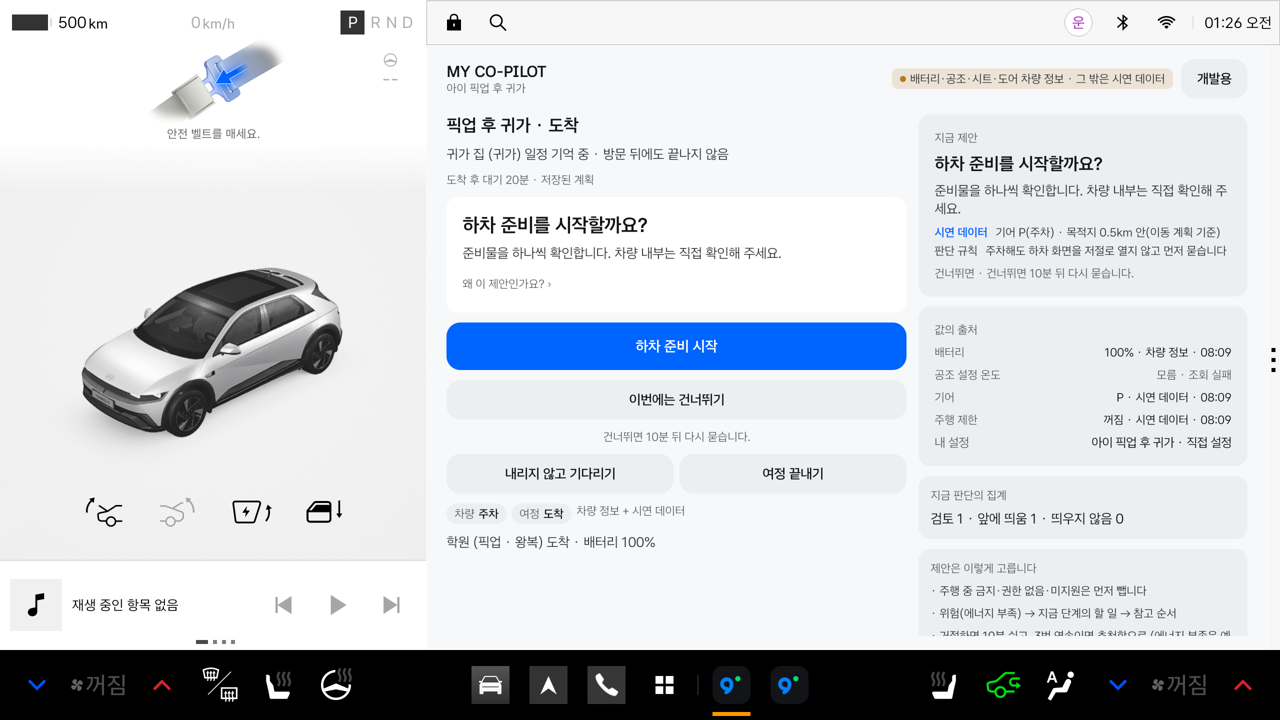 500 km
0 km/h
P R N D
안전 벨트를 매세요.
재생 중인 항목 없음
운
01:26 오전
MY CO-PILOT
아이 픽업 후 귀가
배터리·공조·시트·도어 차량 정보 · 그 밖은 시연 데이터
개발용
픽업 후 귀가 · 도착
귀가 집 (귀가) 일정 기억 중 · 방문 뒤에도 끝나지 않음
도착 후 대기 20분 · 저장된 계획
하차 준비를 시작할까요?
준비물을 하나씩 확인합니다. 차량 내부는 직접 확인해 주세요.
왜 이 제안인가요? ›
하차 준비 시작
이번에는 건너뛰기
건너뛰면 10분 뒤 다시 묻습니다.
내리지 않고 기다리기
여정 끝내기
차량 주차
여정 도착
차량 정보 + 시연 데이터
학원 (픽업 · 왕복) 도착 · 배터리 100%
지금 제안
하차 준비를 시작할까요?
준비물을 하나씩 확인합니다. 차량 내부는 직접 확인해 주
세요.
시연 데이터 기어 P(주차) · 목적지 0.5km 안(이동 계획 기준)
판단 규칙 주차해도 하차 화면을 저절로 열지 않고 먼저 묻습니다
건너뛰면 · 건너뛰면 10분 뒤 다시 묻습니다.
값의 출처
배터리 100% · 차량 정보 · 08:09
공조 설정 온도 모름 · 조회 실패
기어 P · 시연 데이터 · 08:09
주행 제한 꺼짐 · 시연 데이터 · 08:09
내 설정 아이 픽업 후 귀가 · 직접 설정
지금 판단의 집계
검토 1 · 앞에 띄움 1 · 띄우지 않음 0
제안은 이렇게 고릅니다
· 주행 중 금지·권한 없음·미지원은 먼저 뺍니다
· 위험(에너지 부족) → 지금 단계의 할 일 → 참고 순서
꺼짐
A
꺼짐